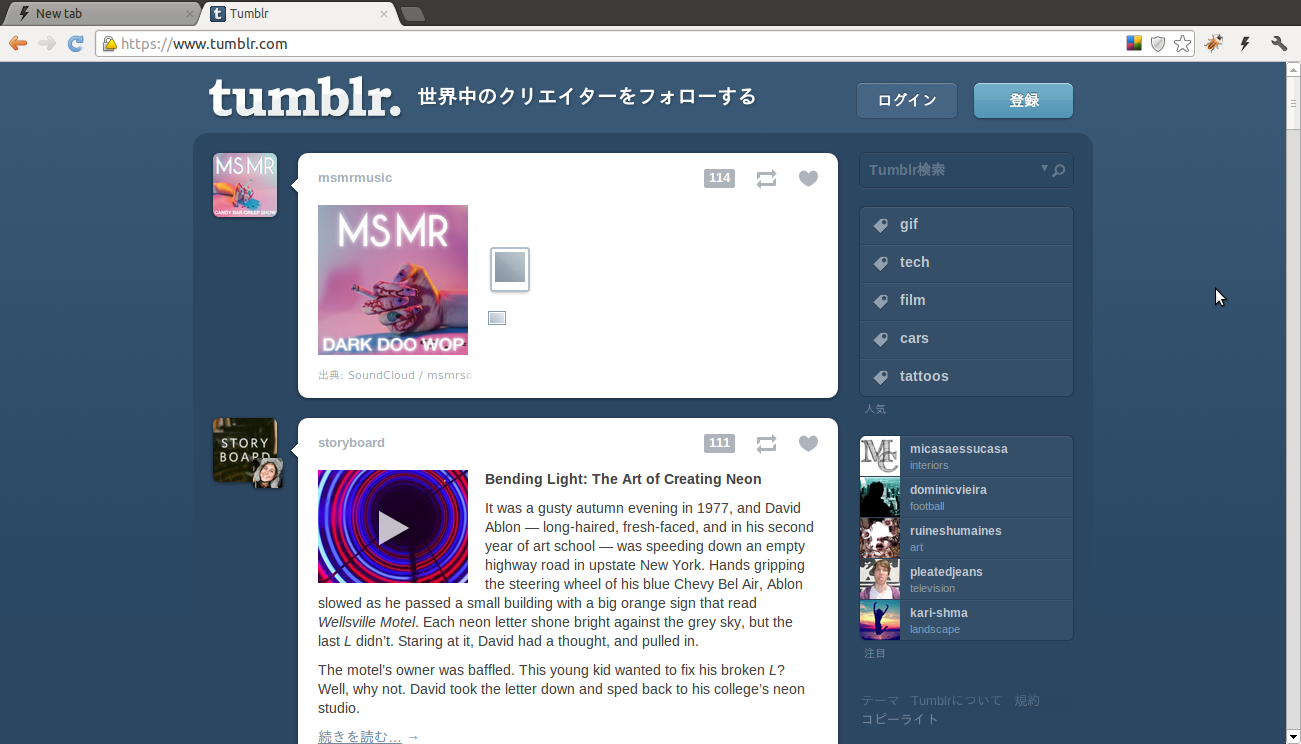 New tab
Tumblr
https://www.tumblr.com
tumblr.
世界中のクリエイターをフォローする
ログイン
登録
MS MR
CANDY BAR CREEP SHOW
msmrmusic
114
MS MR
DARK DOO WOP
出典: SoundCloud / msmrso
STORY
BOARD
storyboard
111
Bending Light: The Art of Creating Neon
It was a gusty autumn evening in 1977, and David
Ablon — long-haired, fresh-faced, and in his second
year of art school — was speeding down an empty
highway road in upstate New York. Hands gripping
the steering wheel of his blue Chevy Bel Air, Ablon
slowed as he passed a small building with a big orange sign that read
Wellsville Motel. Each neon letter shone bright against the grey sky, but the
last L didn’t. Staring at it, David had a thought, and pulled in.
The motel’s owner was baffled. This young kid wanted to fix his broken L?
Well, why not. David took the letter down and sped back to his college’s neon
studio.
続きを読む... →
Tumblr検索
gif
tech
film
cars
tattoos
人気
MC
micasaessucasa
interiors
dominicvieira
football
ruineshumaines
art
pleatedjeans
television
kari-shma
landscape
注目
テーマ Tumblrについて 規約
コピーライト